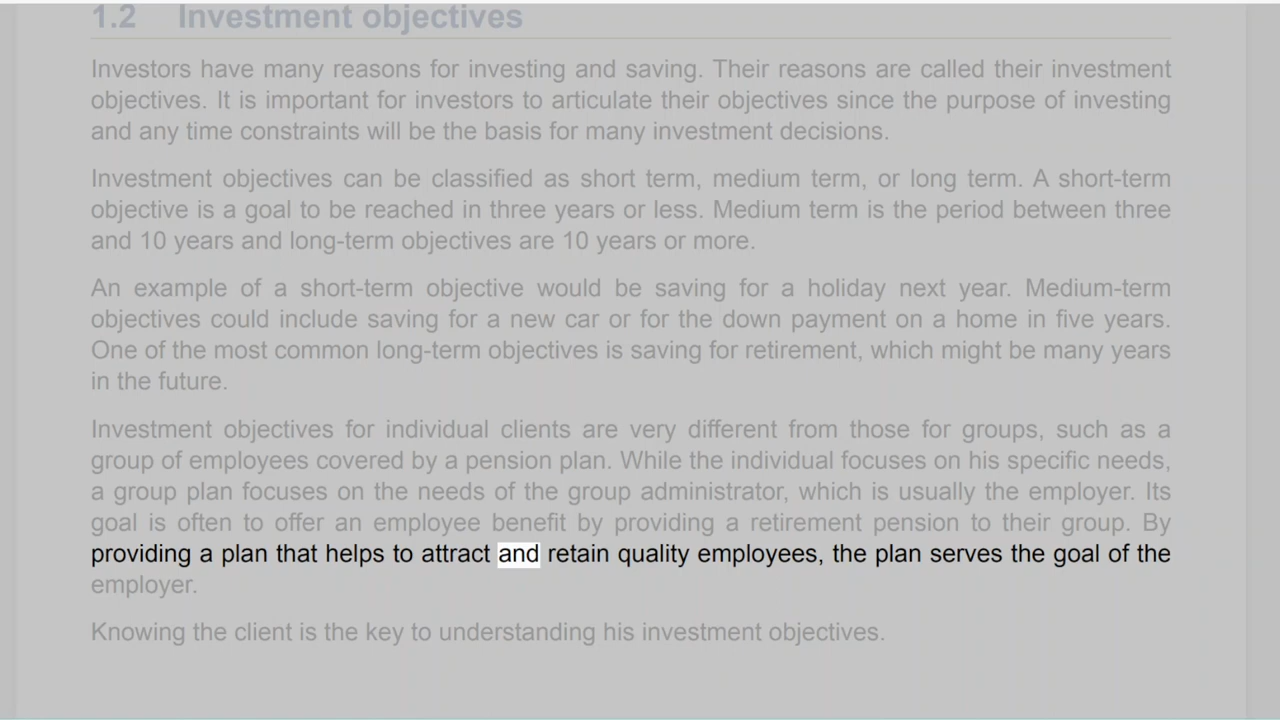 1.2 Investment objectives
Investors have many reasons for investing and saving. Their reasons are called their investment
objectives. It is important for investors to articulate their objectives since the purpose of investing
and any time constraints will be the basis for many investment decisions.
Investment objectives can be classified as short term, medium term, or long term. A short-term
objective is a goal to be reached in three years or less. Medium term is the period between three
and 10 years and long-term objectives are 10 years or more.
An example of a short-term objective would be saving for a holiday next year. Medium-term
objectives could include saving for a new car or for the down payment on a home in five years.
One of the most common long-term objectives is saving for retirement, which might be many years
in the future.
Investment objectives for individual clients are very different from those for groups, such as a
group of employees covered by a pension plan. While the individual focuses on his specific needs,
a group plan focuses on the needs of the group administrator, which is usually the employer. Its
goal is often to offer an employee benefit by providing a retirement pension to their group. By
providing a plan that helps to attract and retain quality employees, the plan serves the goal of the
employer.
Knowing the client is the key to understanding his investment objectives.